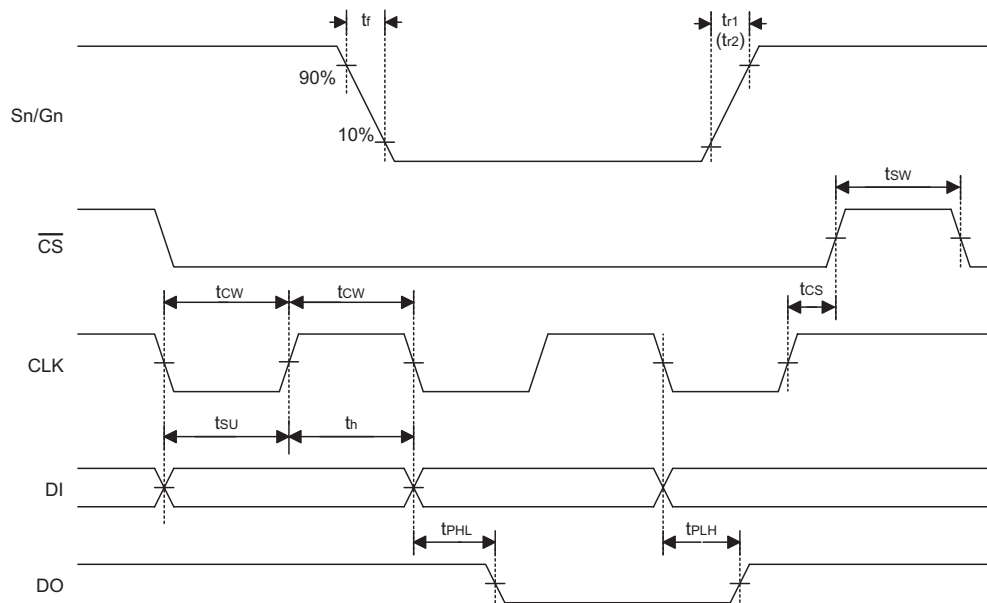 tf
tr1
(tr2)
90%
Sn/Gn
10%
tSW
CS
tCW
tCW
tCS
CLK
tSU
th
DI
tPHL
tPLH
DO